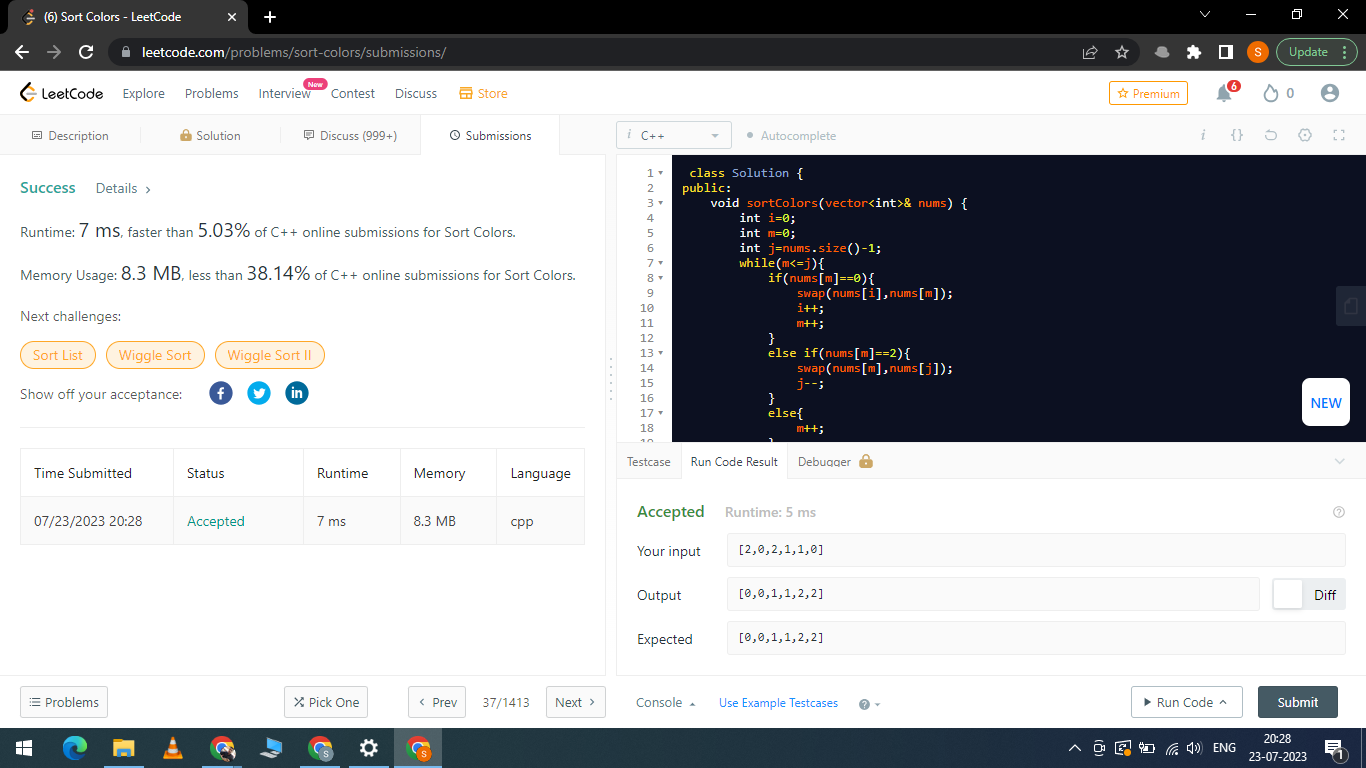 (6) Sort Colors - LeetCode
leetcode.com/problems/sort-colors/submissions/
S
Update
LeetCode
Explore
Problems
Interview
New
Contest
Discuss
Store
Premium
6
0
Description
Solution
Discuss (999+)
Submissions
i C++
Autocomplete
i {}
Success
Details >
Runtime: 7 ms, faster than 5.03% of C++ online submissions for Sort Colors.
Memory Usage: 8.3 MB, less than 38.14% of C++ online submissions for Sort Colors.
Next challenges:
Sort List
Wiggle Sort
Wiggle Sort II
Show off your acceptance:
Time Submitted
Status
Runtime
Memory
Language
07/23/2023 20:28
Accepted
7 ms
8.3 MB
cpp
1 class Solution {
2 public:
3 void sortColors(vector<int>& nums) {
4 int i=0;
5 int m=0;
6 int j=nums.size()-1;
7 while(m<=j){
8 if(nums[m]==0){
9 swap(nums[i],nums[m]);
10 i++;
11 m++;
12 }
13 else if(nums[m]==2){
14 swap(nums[m],nums[j]);
15 j--;
16 }
17 else{
18 m++;
19 }
NEW
Testcase
Run Code Result
Debugger
Accepted
Runtime: 5 ms
Your input
[2,0,2,1,1,0]
Output
[0,0,1,1,2,2]
Diff
Expected
[0,0,1,1,2,2]
Problems
Pick One
< Prev
37/1413
Next >
Console
Use Example Testcases
Run Code
Submit
ENG
20:28
23-07-2023
1